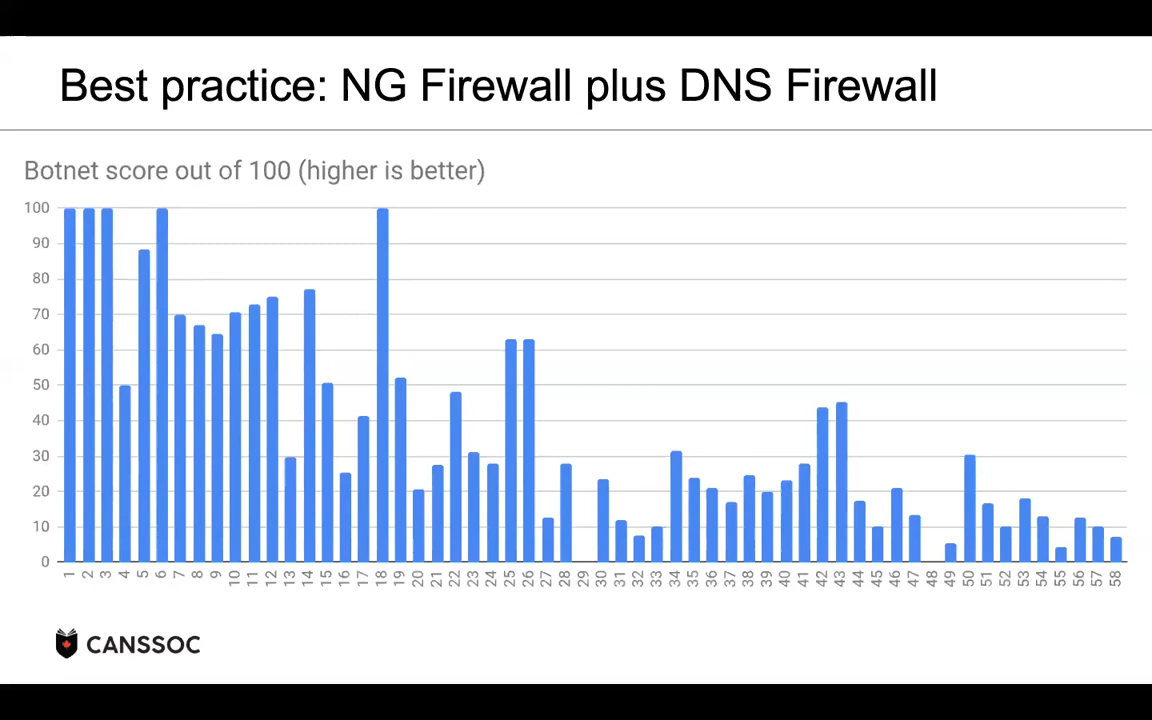 Best practice: NG Firewall plus DNS Firewall
Botnet score out of 100 (higher is better)
100
90
80
70
60
50
40
30
20
10
0
1 2 3 4 5 6 7 8 9 10 11 12 13 14 15 16 17 18 19 20 21 22 23 24 25 26 27 28 29 30 31 32 33 34 35 36 37 38 39 40 41 42 43 44 45 46 47 48 49 50 51 52 53 54 55 56 57 58
CANSSOC